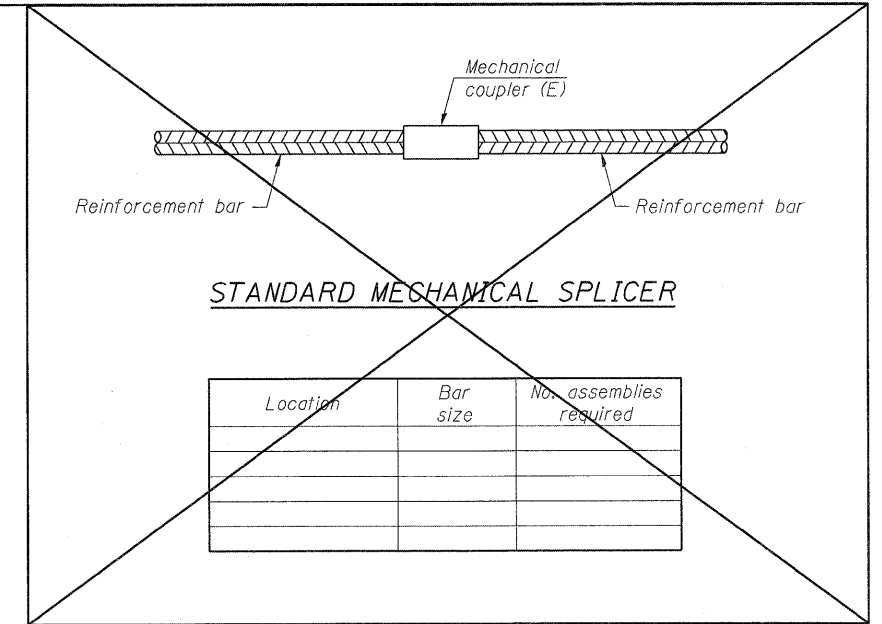 Mechanical
coupler (E)
Reinforcement bar
Reinforcement bar
STANDARD MECHANICAL SPLICER
Location
Bar
size
No. assemblies
required